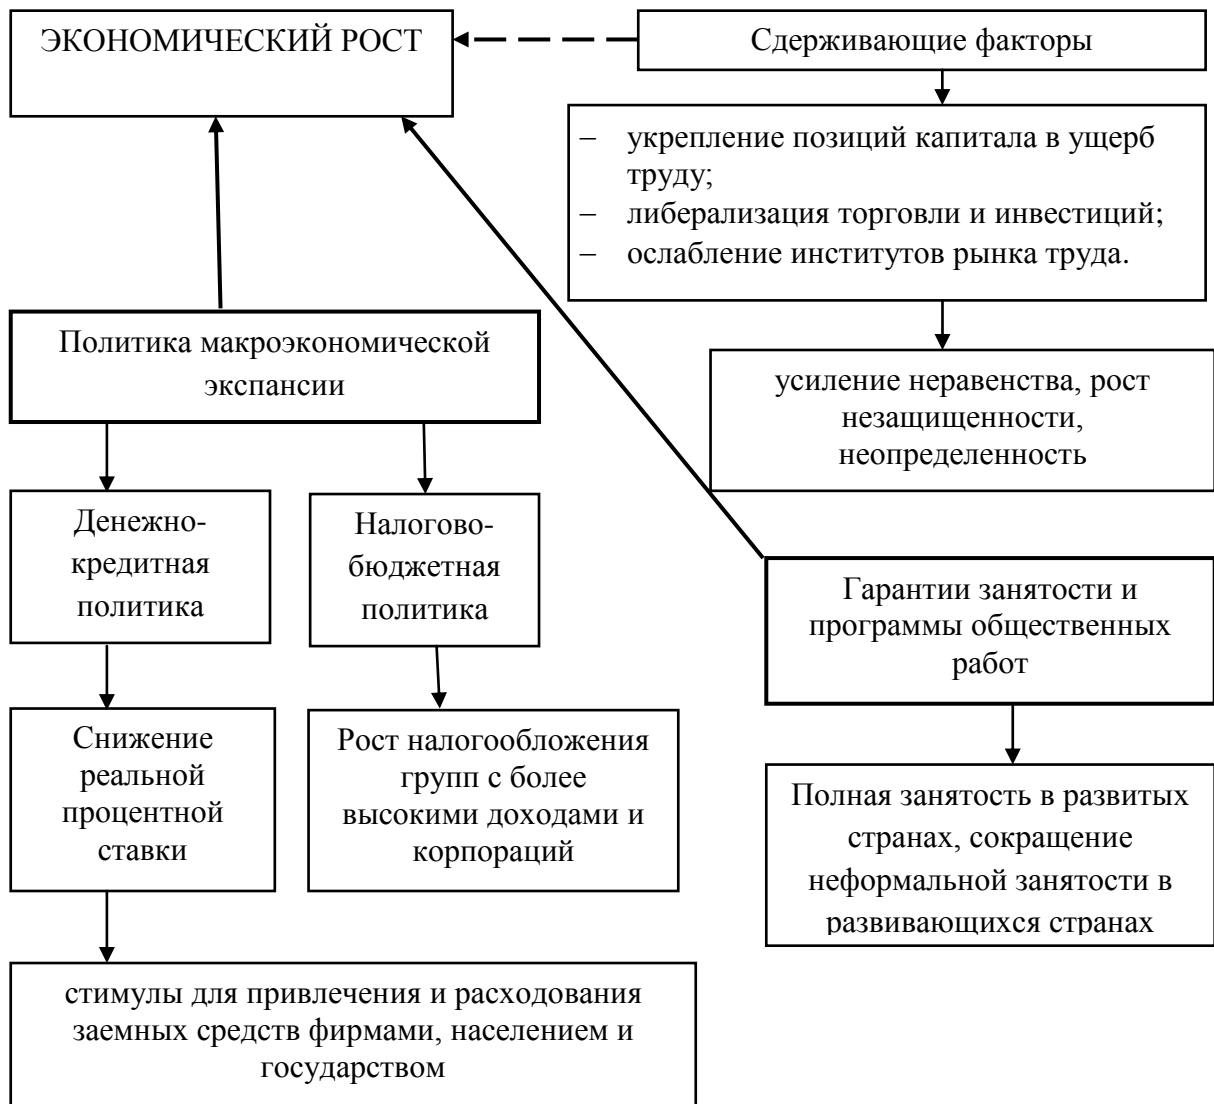 ЭКОНОМИЧЕСКИЙ РОСТ
Сдерживающие факторы
– укрепление позиций капитала в ущерб
труду;
– либерализация торговли и инвестиций;
– ослабление институтов рынка труда.
Политика макроэкономической
экспансии
усиление неравенства, рост
незащищенности,
неопределенность
Денежно-
кредитная
политика
Налогово-
бюджетная
политика
Гарантии занятости и
программы общественных
работ
Снижение
реальной
процентной
ставки
Рост налогообложения
групп с более
высокими доходами и
корпораций
Полная занятость в развитых
странах, сокращение
неформальной занятости в
развивающихся странах
стимулы для привлечения и расходования
заемных средств фирмами, населением и
государством